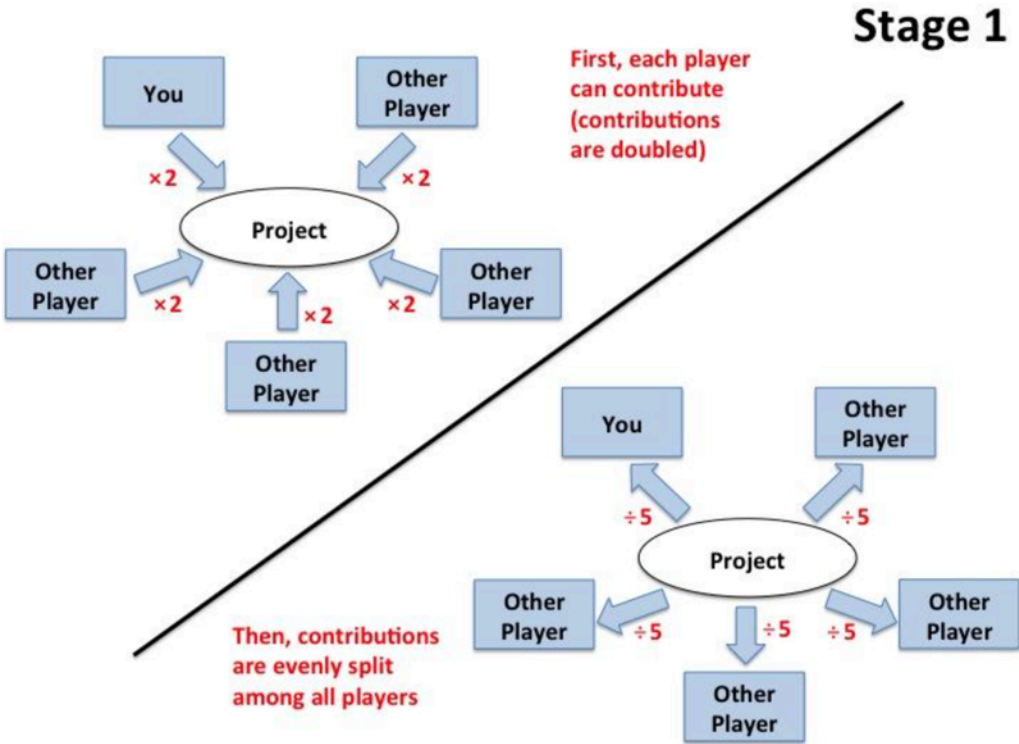 Stage 1
First, each player
can contribute
(contributions
are doubled)
You
Other
Player
×2
×2
Project
Other
Player
×2
×2
×2
Other
Player
Other
Player
You
Other
Player
÷5
÷5
Project
Other
Player
÷5
÷5
÷5
Other
Player
Other
Player
Then, contributions
are evenly split
among all players